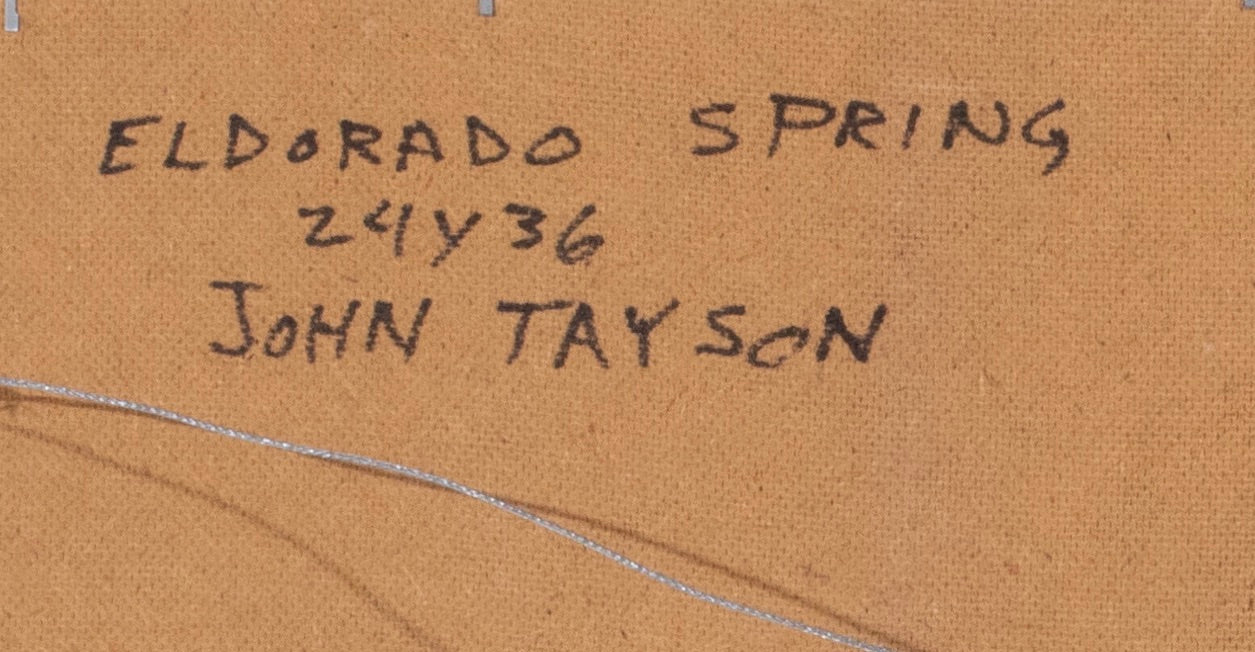 ELDORADO SPRING
24Y36
JOHN TAYSON